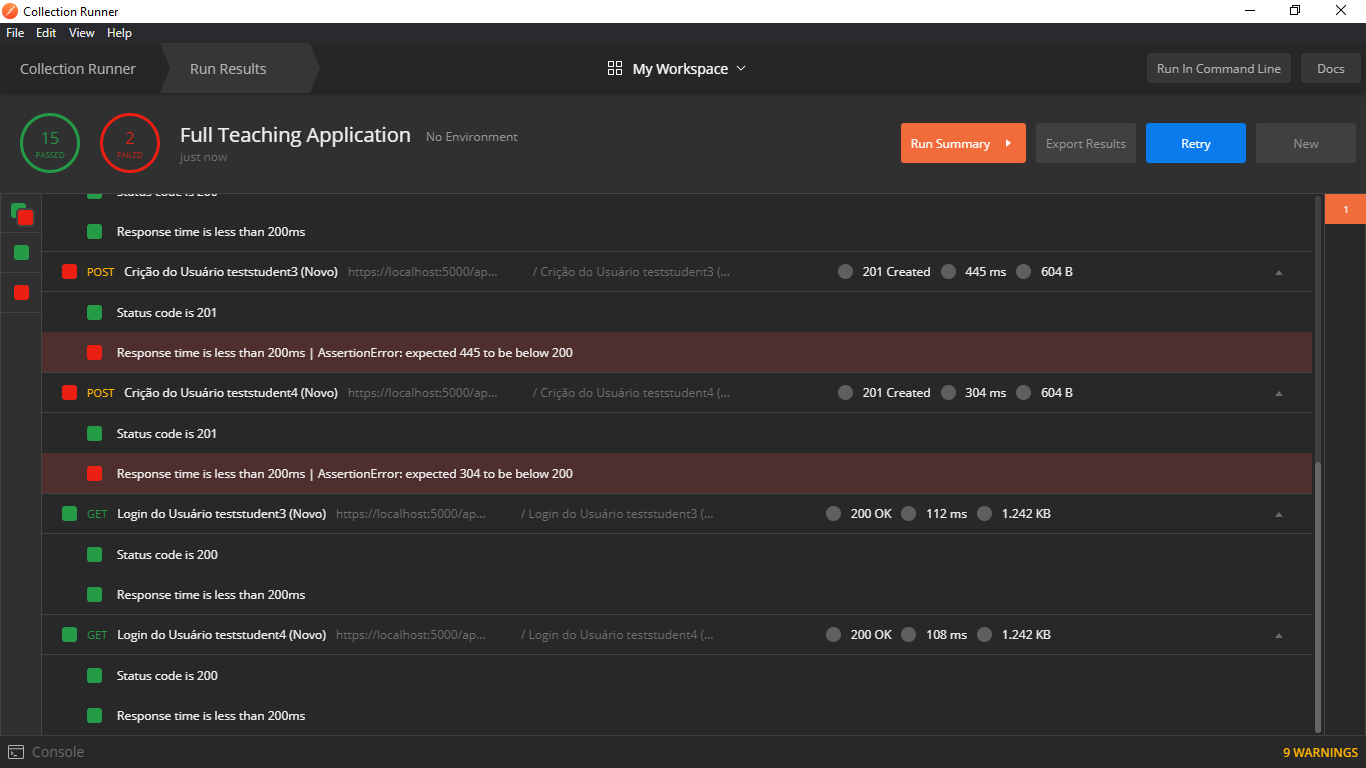 Collection Runner
File Edit View Help
Collection Runner Run Results My Workspace Run In Command Line Docs
15 PASSED
2 FAILED
Full Teaching Application No Environment
just now
Run Summary Export Results Retry New
1
Status code is 200
Response time is less than 200ms
POST Crição do Usuário teststudent3 (Novo) https://localhost:5000/ap... / Crição do Usuário teststudent3 (... 201 Created 445 ms 604 B
Status code is 201
Response time is less than 200ms | AssertionError: expected 445 to be below 200
POST Crição do Usuário teststudent4 (Novo) https://localhost:5000/ap... / Crição do Usuário teststudent4 (... 201 Created 304 ms 604 B
Status code is 201
Response time is less than 200ms | AssertionError: expected 304 to be below 200
GET Login do Usuário teststudent3 (Novo) https://localhost:5000/ap... / Login do Usuário teststudent3 (... 200 OK 112 ms 1.242 KB
Status code is 200
Response time is less than 200ms
GET Login do Usuário teststudent4 (Novo) https://localhost:5000/ap... / Login do Usuário teststudent4 (... 200 OK 108 ms 1.242 KB
Status code is 200
Response time is less than 200ms
Console 9 WARNINGS